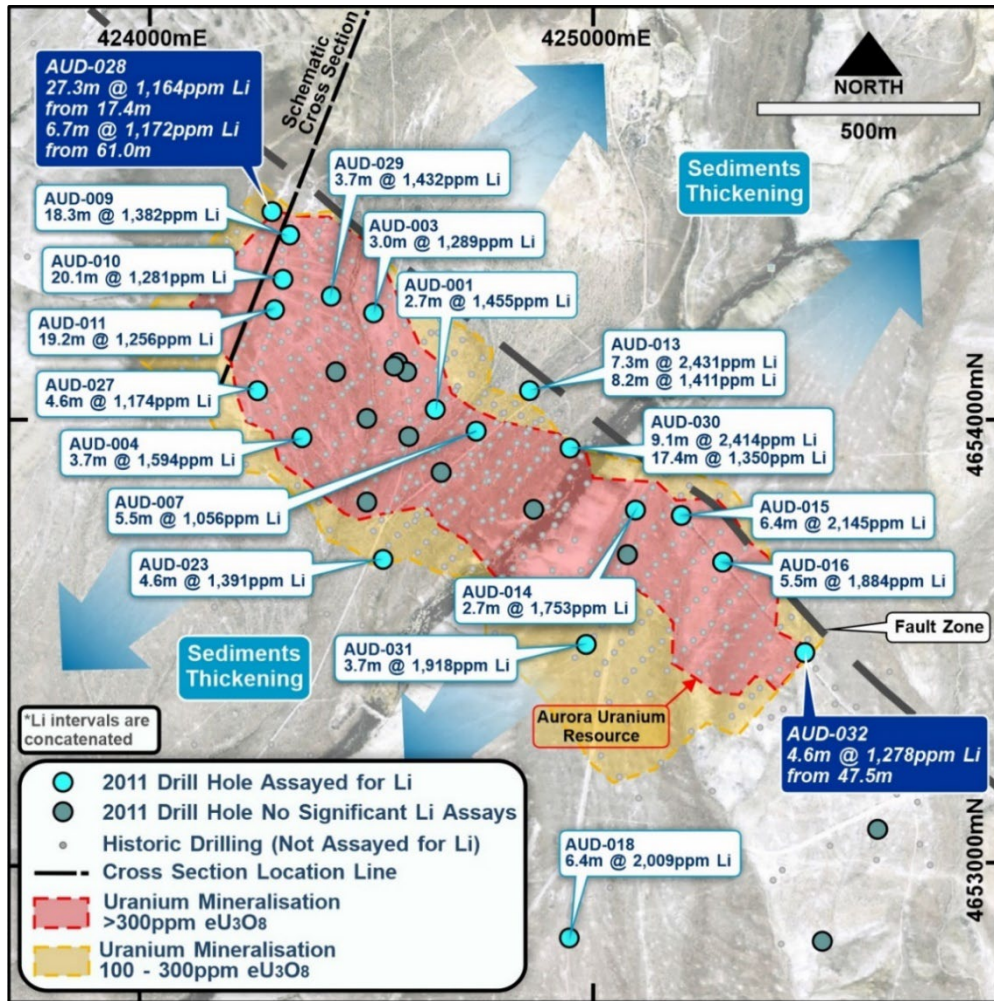 424000mE
425000mE
AUD-028
27.3m @ 1,164ppm Li
from 17.4m
6.7m @ 1,172ppm Li
from 61.0m
Schematic
Cross Section
NORTH
500m
AUD-029
3.7m @ 1,432ppm Li
Sediments
Thickening
AUD-009
18.3m @ 1,382ppm Li
AUD-003
3.0m @ 1,289ppm Li
AUD-010
20.1m @ 1,281ppm Li
AUD-001
2.7m @ 1,455ppm Li
AUD-011
19.2m @ 1,256ppm Li
AUD-013
7.3m @ 2,431ppm Li
8.2m @ 1,411ppm Li
AUD-027
4.6m @ 1,174ppm Li
4654000mN
AUD-030
9.1m @ 2,414ppm Li
17.4m @ 1,350ppm Li
AUD-004
3.7m @ 1,594ppm Li
AUD-007
5.5m @ 1,056ppm Li
AUD-015
6.4m @ 2,145ppm Li
AUD-023
4.6m @ 1,391ppm Li
AUD-014
2.7m @ 1,753ppm Li
AUD-016
5.5m @ 1,884ppm Li
Fault Zone
Sediments
Thickening
AUD-031
3.7m @ 1,918ppm Li
*Li intervals are
concatenated
Aurora Uranium
Resource
AUD-032
4.6m @ 1,278ppm Li
from 47.5m
2011 Drill Hole Assayed for Li
2011 Drill Hole No Significant Li Assays
Historic Drilling (Not Assayed for Li)
Cross Section Location Line
Uranium Mineralisation
>300ppm eU₃O₈
Uranium Mineralisation
100 - 300ppm eU₃O₈
AUD-018
6.4m @ 2,009ppm Li
4653000mN